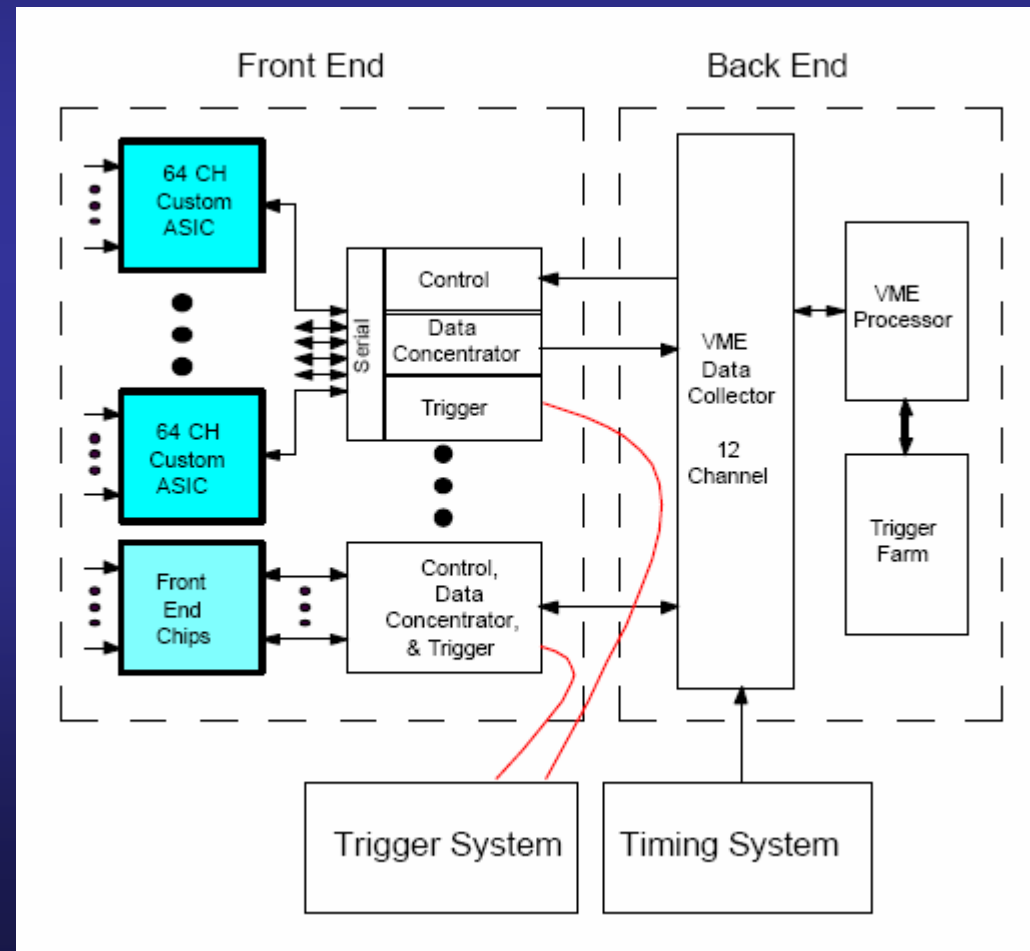 Front End
Back End
64 CH
Custom
ASIC
Serial
Control
Data
Concentrator
Trigger
64 CH
Custom
ASIC
Front
End
Chips
Control,
Data
Concentrator,
& Trigger
VME
Data
Collector
12
Channel
VME
Processor
Trigger
Farm
Trigger System
Timing System